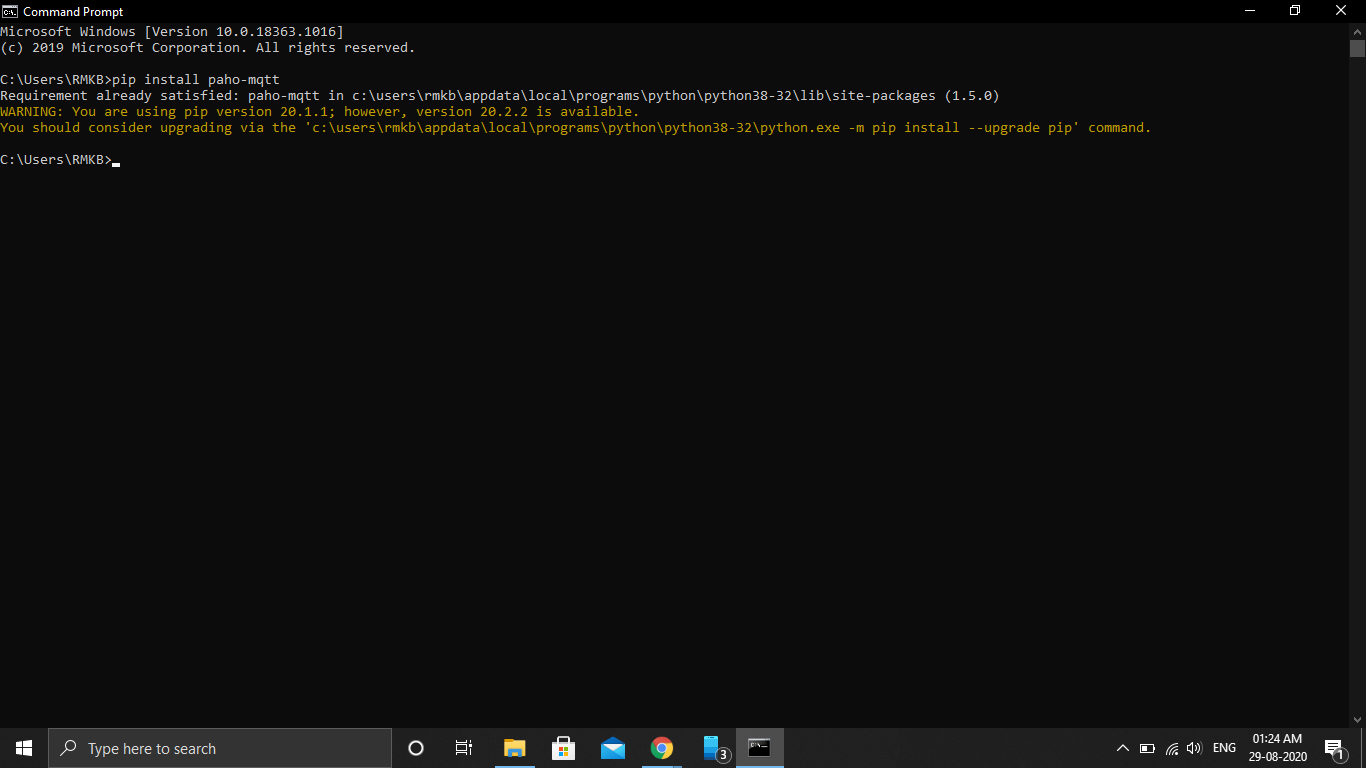 Command Prompt
Microsoft Windows [Version 10.0.18363.1016]
(c) 2019 Microsoft Corporation. All rights reserved.
C:\Users\RMKB>pip install paho-mqtt
Requirement already satisfied: paho-mqtt in c:\users\rmkb\appdata\local\programs\python\python38-32\lib\site-packages (1.5.0)
WARNING: You are using pip version 20.1.1; however, version 20.2.2 is available.
You should consider upgrading via the 'c:\users\rmkb\appdata\local\programs\python\python38-32\python.exe -m pip install --upgrade pip' command.
C:\Users\RMKB>
Type here to search
3
ENG
01:24 AM
29-08-2020
1